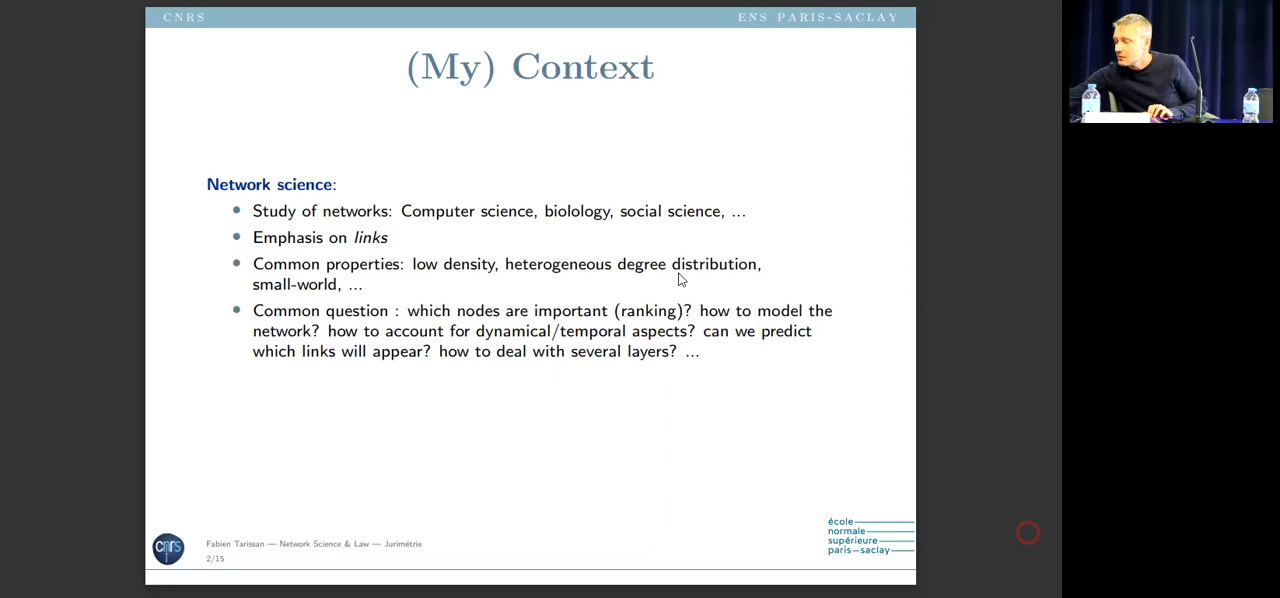 CNRS
ENS PARIS-SACLAY
(My) Context
Network science:
Study of networks: Computer science, biolology, social science, ...
Emphasis on links
Common properties: low density, heterogeneous degree distribution,
small-world, ...
Common question : which nodes are important (ranking)? how to model the
network? how to account for dynamical/temporal aspects? can we predict
which links will appear? how to deal with several layers? ...
cnrs
Fabien Tarissan — Network Science & Law — Jurimétrie
2/15
école
normale
supérieure
paris–saclay